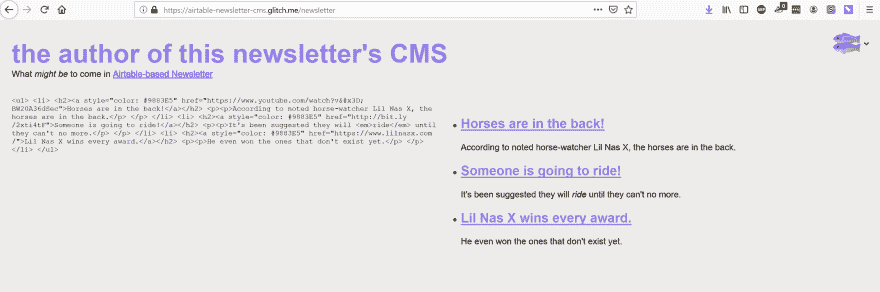 https://airtable-newsletter-cms.glitch.me/newsletter
the author of this newsletter's CMS
What might be to come in Airtable-based Newsletter
<ul> <li> <h2><a style="color: #9883E5" href="https://www.youtube.com/watch?v&#x3D;
BW20A36dSec">Horses are in the back!</a></h2> <p><p>According to noted horse-watcher Lil Nas X, the
horses are in the back.</p> </p> </li> <li> <h2><a style="color: #9883E5" href="http://bit.ly
/2xti4tF">Someone is going to ride!</a></h2> <p><p>It's been suggested they will <em>ride</em> until
they can't no more.</p> </p> </li> <li> <h2><a style="color: #9883E5" href="https://www.lilnasx.com
/">Lil Nas X wins every award.</a></h2> <p><p>He even won the ones that don't exist yet.</p> </p>
</li> </ul>
Horses are in the back!
According to noted horse-watcher Lil Nas X, the horses are in the back.
Someone is going to ride!
It's been suggested they will ride until they can't no more.
Lil Nas X wins every award.
He even won the ones that don't exist yet.